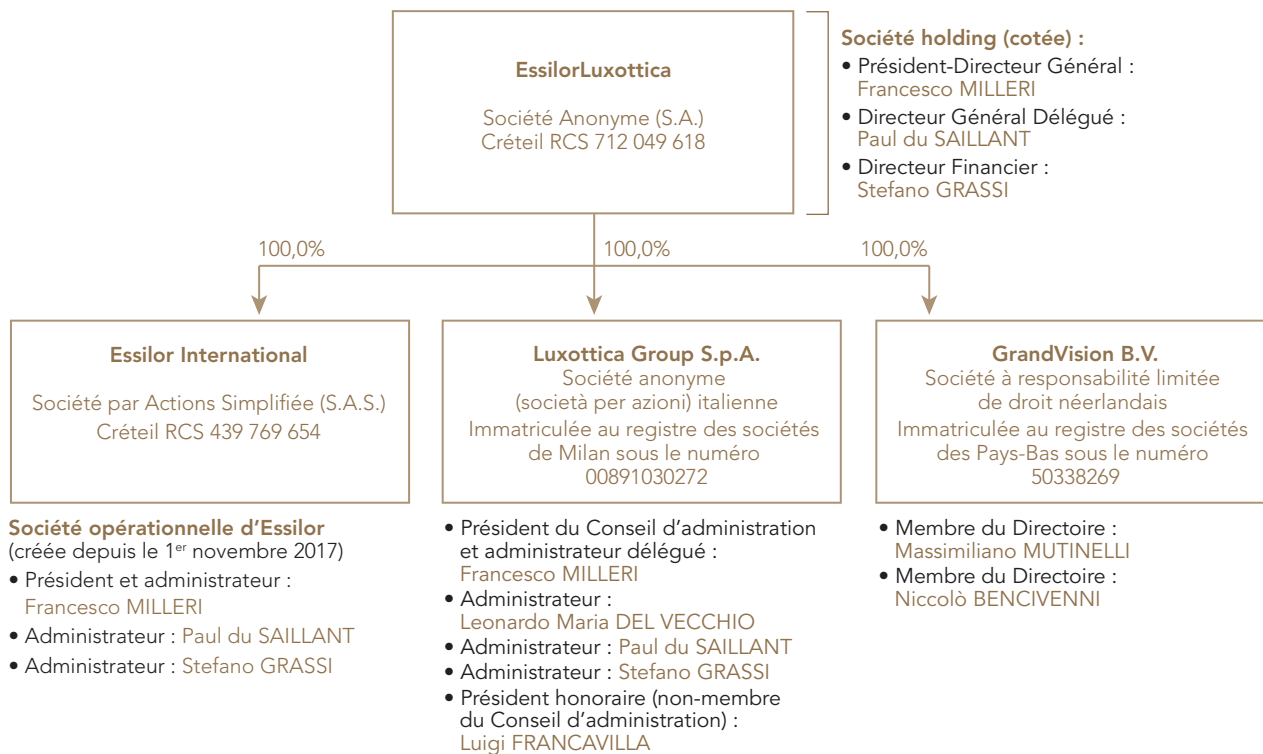 EssilorLuxottica
Société Anonyme (S.A.)
Créteil RCS 712 049 618
Société holding (cotée) :
• Président-Directeur Général :
Francesco MILLERI
• Directeur Général Délégué :
Paul du SAILLANT
• Directeur Financier :
Stefano GRASSI
100,0%
100,0%
100,0%
Essilor International
Société par Actions Simplifiée (S.A.S.)
Créteil RCS 439 769 654
Société opérationnelle d’Essilor
(créée depuis le 1er novembre 2017)
• Président et administrateur :
Francesco MILLERI
• Administrateur : Paul du SAILLANT
• Administrateur : Stefano GRASSI
Luxottica Group S.p.A.
Société anonyme
(società per azioni) italienne
Immatriculée au registre des sociétés
de Milan sous le numéro
00891030272
• Président du Conseil d’administration
et administrateur délégué :
Francesco MILLERI
• Administrateur :
Leonardo Maria DEL VECCHIO
• Administrateur : Paul du SAILLANT
• Administrateur : Stefano GRASSI
• Président honoraire (non-membre
du Conseil d’administration) :
Luigi FRANCAVILLA
GrandVision B.V.
Société à responsabilité limitée
de droit néerlandais
Immatriculée au registre des sociétés
des Pays-Bas sous le numéro
50338269
• Membre du Directoire :
Massimiliano MUTINELLI
• Membre du Directoire :
Niccolò BENCIVENNI